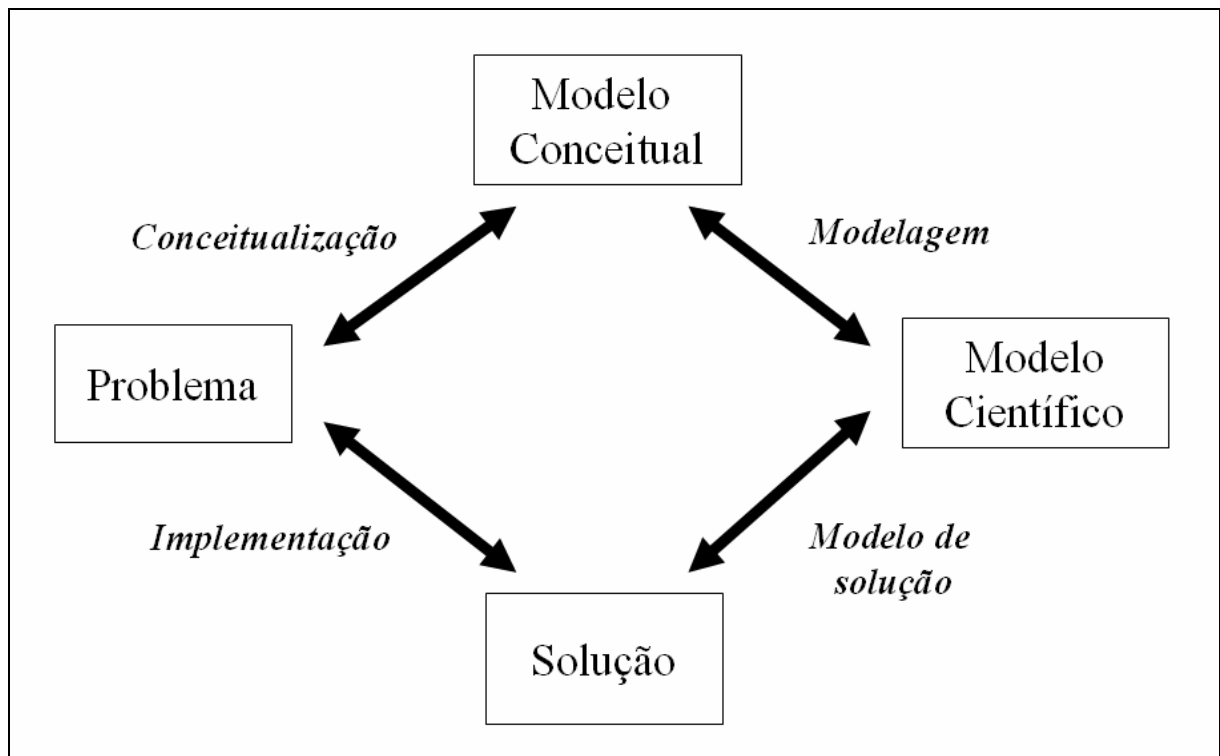 Modelo
Conceitual
Conceitualização
Modelagem
Problema
Modelo
Científico
Implementação
Modelo de
solução
Solução